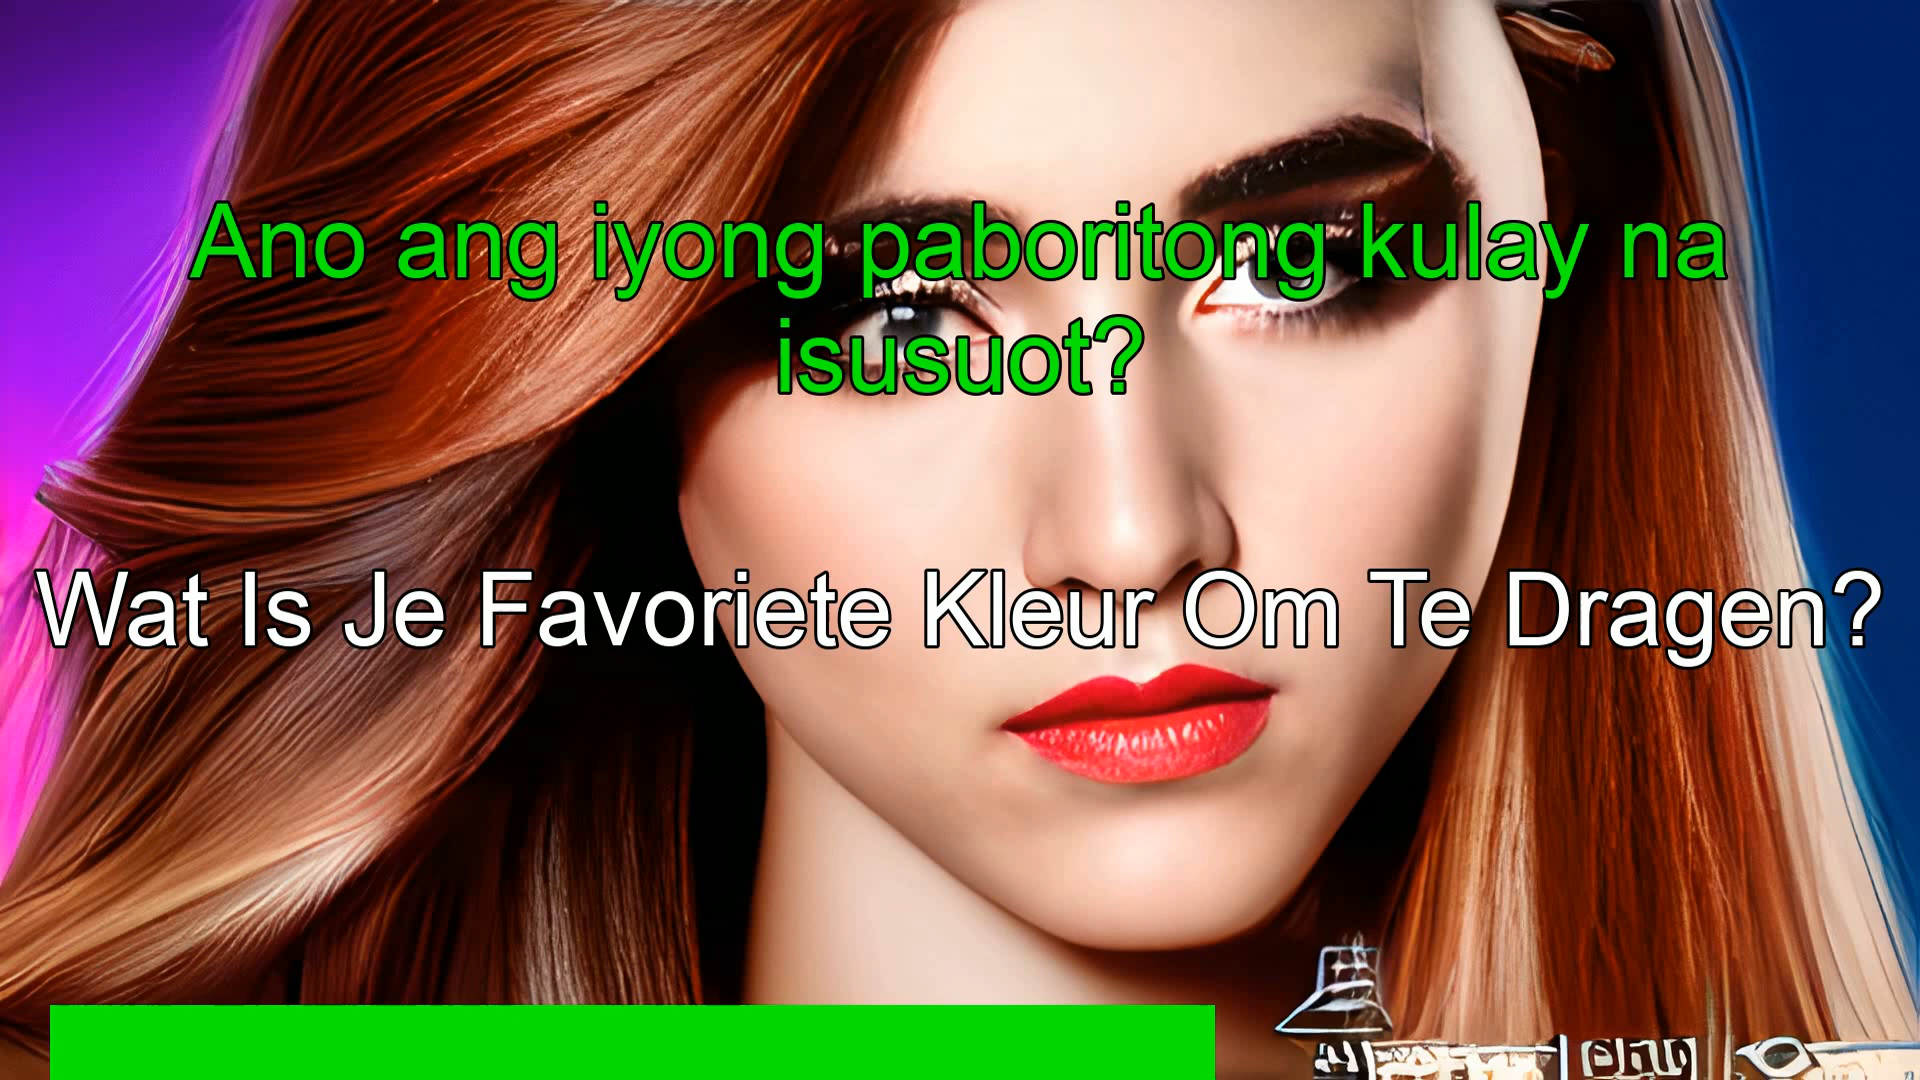 Ano ang iyong paboritong kulay na
isusuot?
Wat Is Je Favoriete Kleur Om Te Dragen?